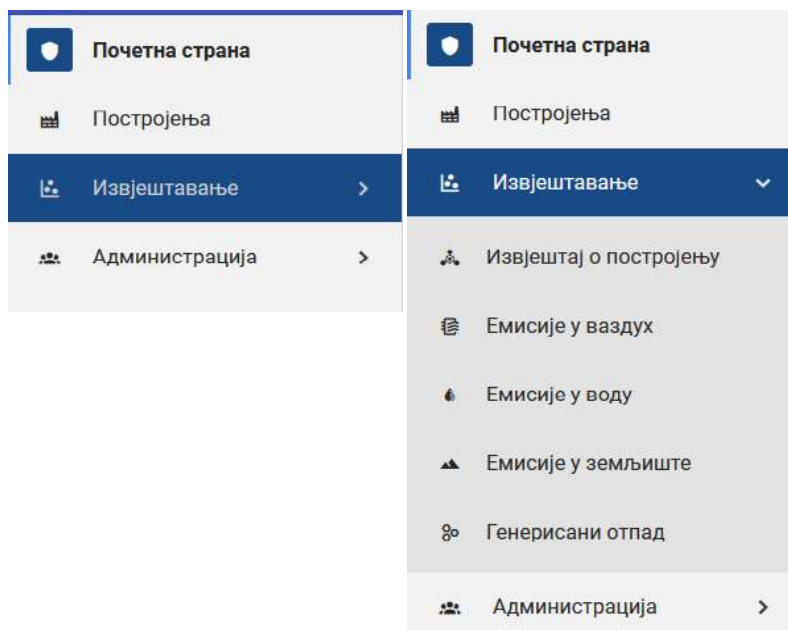 Почетна страна
Постројења
Извјештавање
Администрација
Почетна страна
Постројења
Извјештавање
Извјештај о постројењу
Емисије у ваздух
Емисије у воду
Емисије у земљиште
Генерисани отпад
Администрација